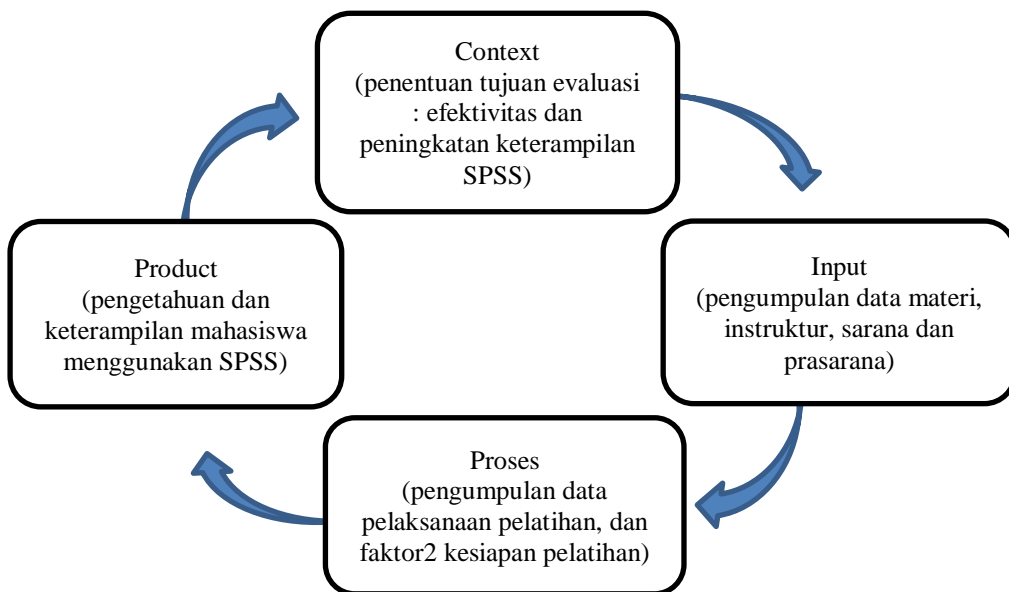 Context
(penentuan tujuan evaluasi
: efektivitas dan
peningkatan keterampilan
SPSS)
Input
(pengumpulan data materi,
instruktur, sarana dan
prasarana)
Proses
(pengumpulan data
pelaksanaan pelatihan, dan
faktor2 kesiapan pelatihan)
Product
(pengetahuan dan
keterampilan mahasiswa
menggunakan SPSS)